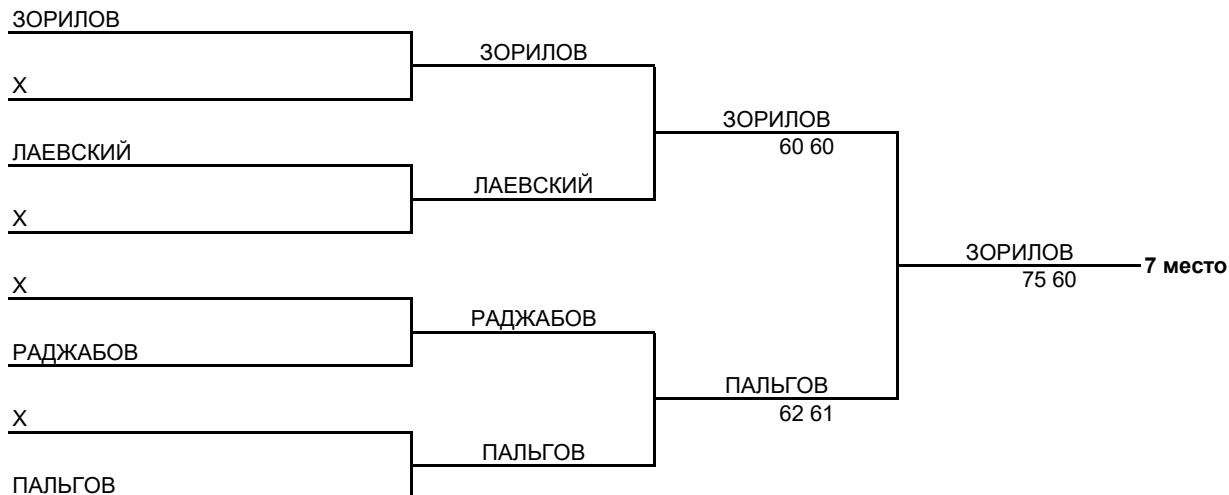 ЗОРИЛОВ
ЗОРИЛОВ
X
ЗОРИЛОВ
60 60
ЛАЕВСКИЙ
ЛАЕВСКИЙ
X
ЗОРИЛОВ
7 место
75 60
X
РАДЖАБОВ
РАДЖАБОВ
ПАЛЬГОВ
62 61
X
ПАЛЬГОВ
ПАЛЬГОВ